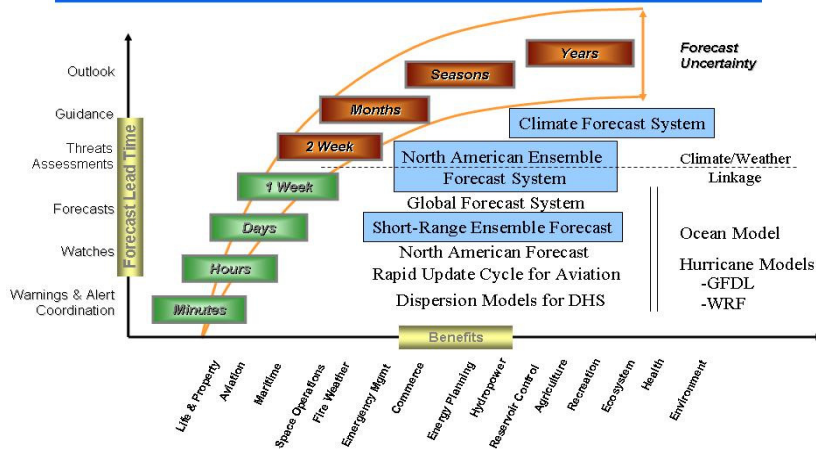 Outlook
Guidance
Threats
Assessments
Forecasts
Watches
Warnings & Alert
Coordination
Forecast Lead Time
Years
Seasons
Months
2 Week
1 Week
Days
Hours
Minutes
Forecast
Uncertainty
Climate Forecast System
North American Ensemble
Forecast System
Climate/Weather
Linkage
Global Forecast System
Short-Range Ensemble Forecast
North American Forecast
Rapid Update Cycle for Aviation
Dispersion Models for DHS
Ocean Model
Hurricane Models
-GFDL
-WRF
Benefits
Life & Property
Aviation
Maritime
Space Operations
Fire Weather
Emergency Mgmt
Commerce
Energy Planning
Hydropower
Reservoir Control
Agriculture
Recreation
Ecosystem
Health
Environment